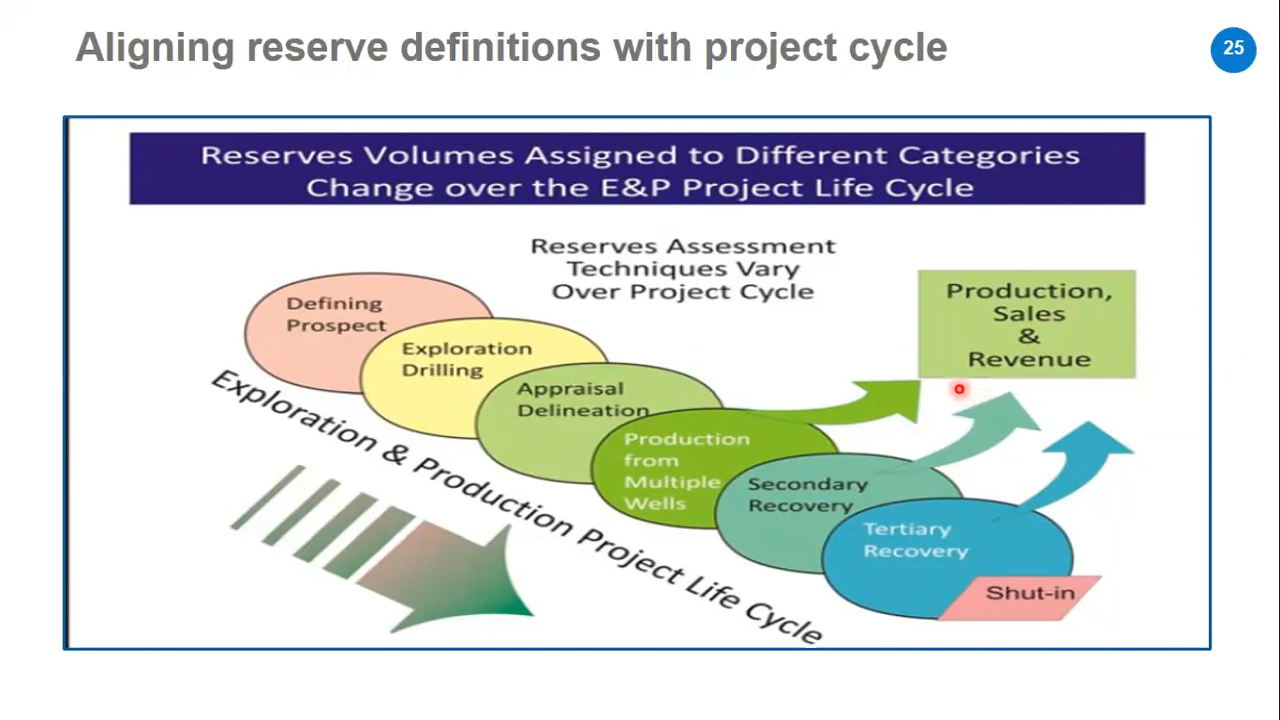 Aligning reserve definitions with project cycle
25
Reserves Volumes Assigned to Different Categories
Change over the E&P Project Life Cycle
Reserves Assessment
Techniques Vary
Over Project Cycle
Production,
Sales
&
Revenue
Defining
Prospect
Exploration
Drilling
Appraisal
Delineation
Production
from
Multiple
Wells
Secondary
Recovery
Tertiary
Recovery
Shut-in
Exploration & Production Project Life Cycle